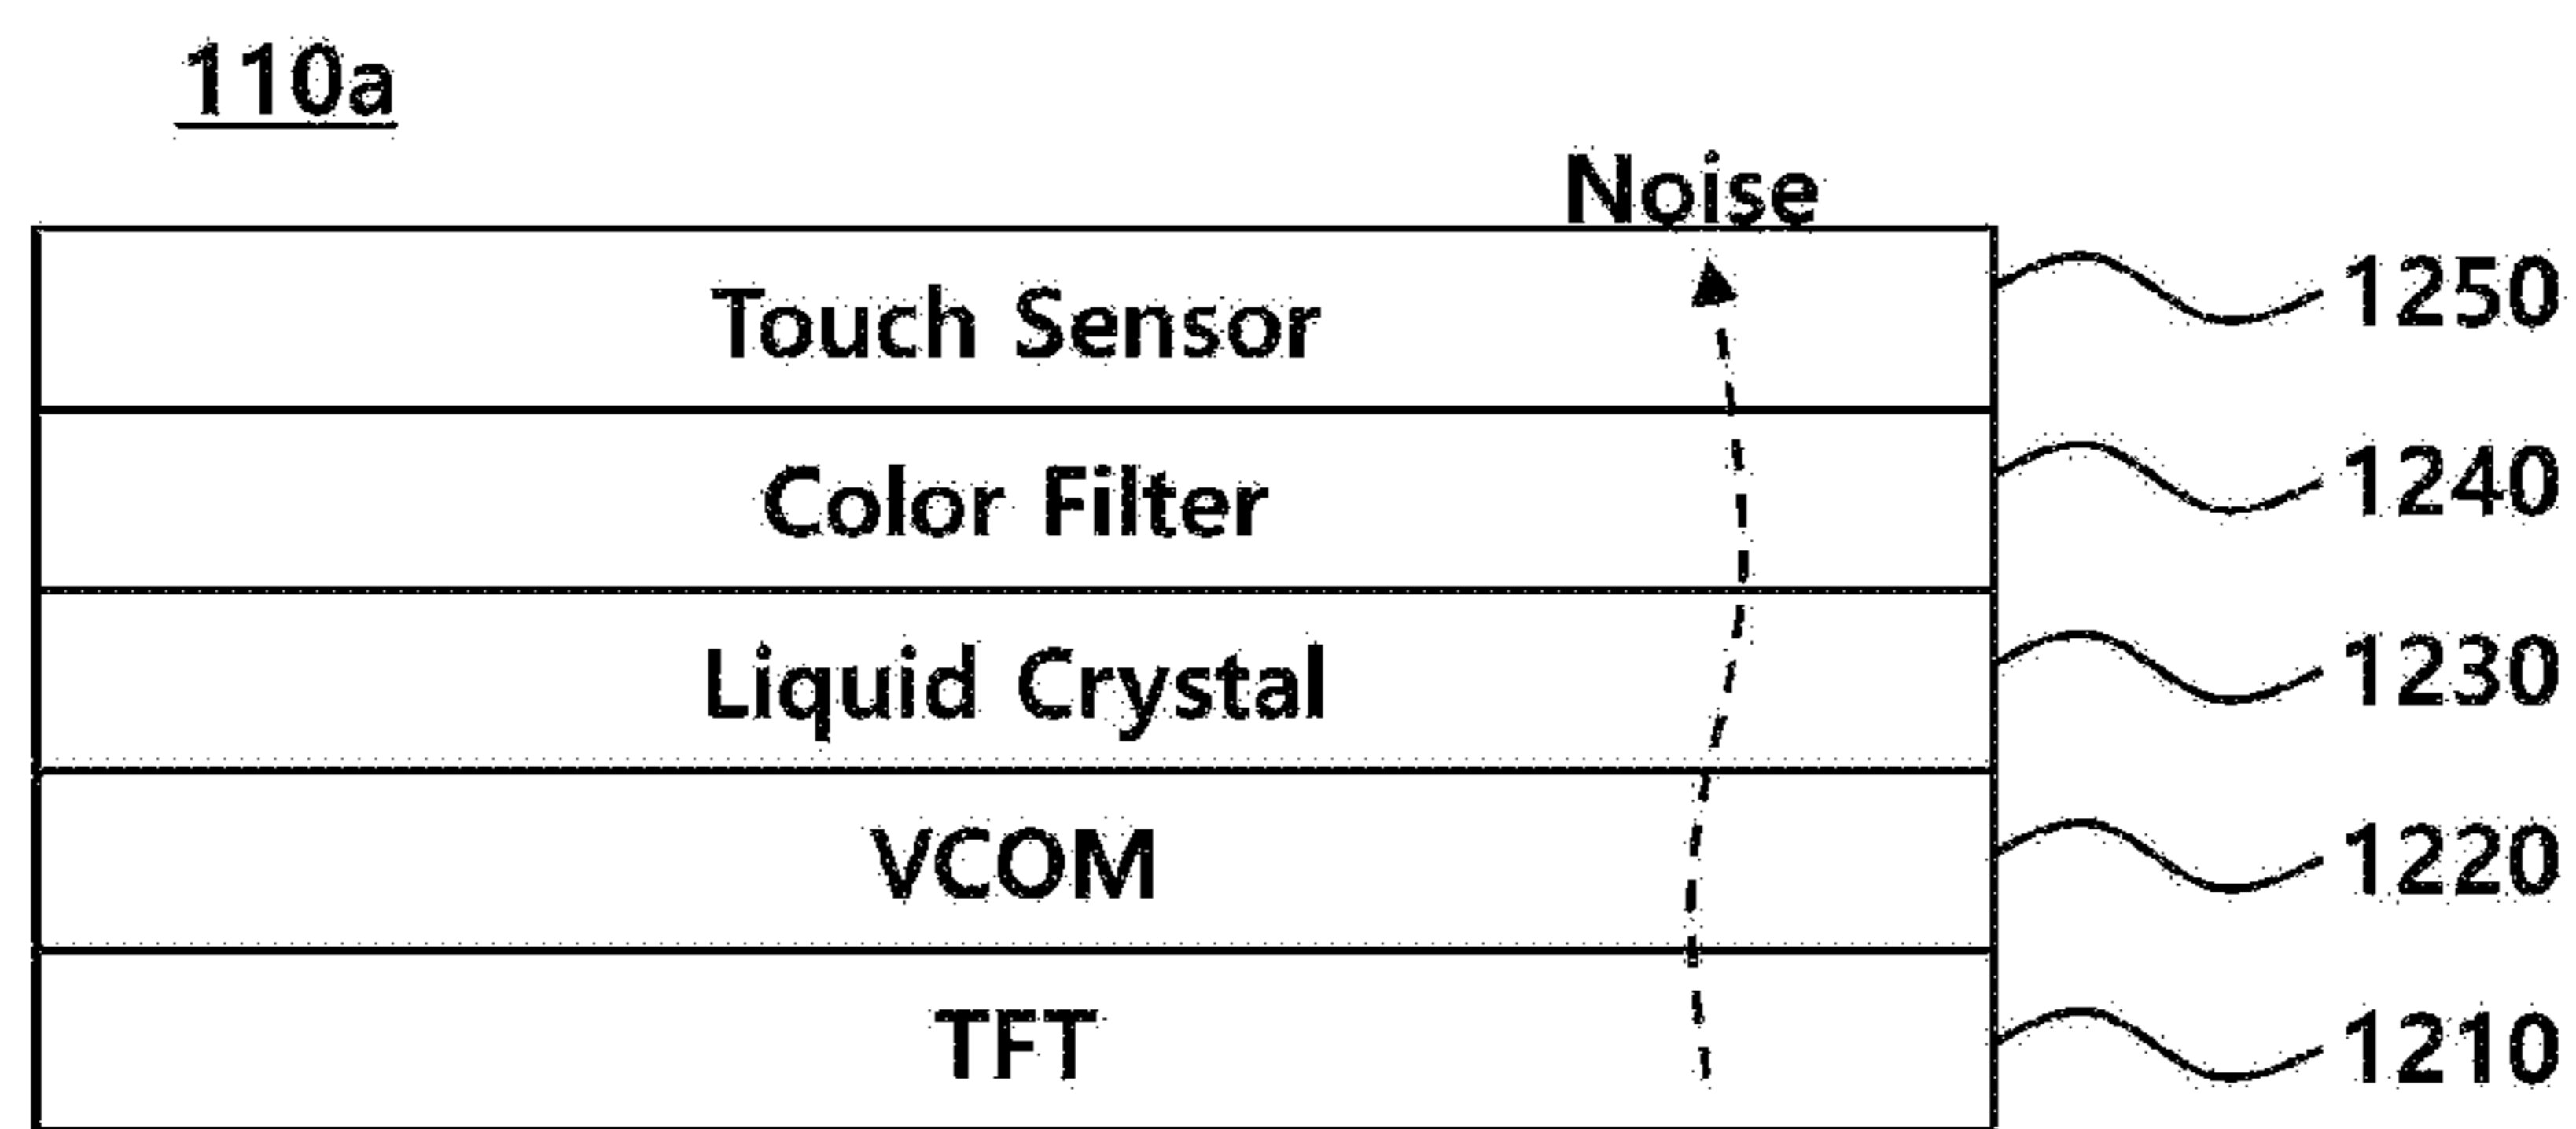 110a
Noise
Touch Sensor 1250
Color Filter 1240
Liquid Crystal 1230
VCOM 1220
TFT 1210